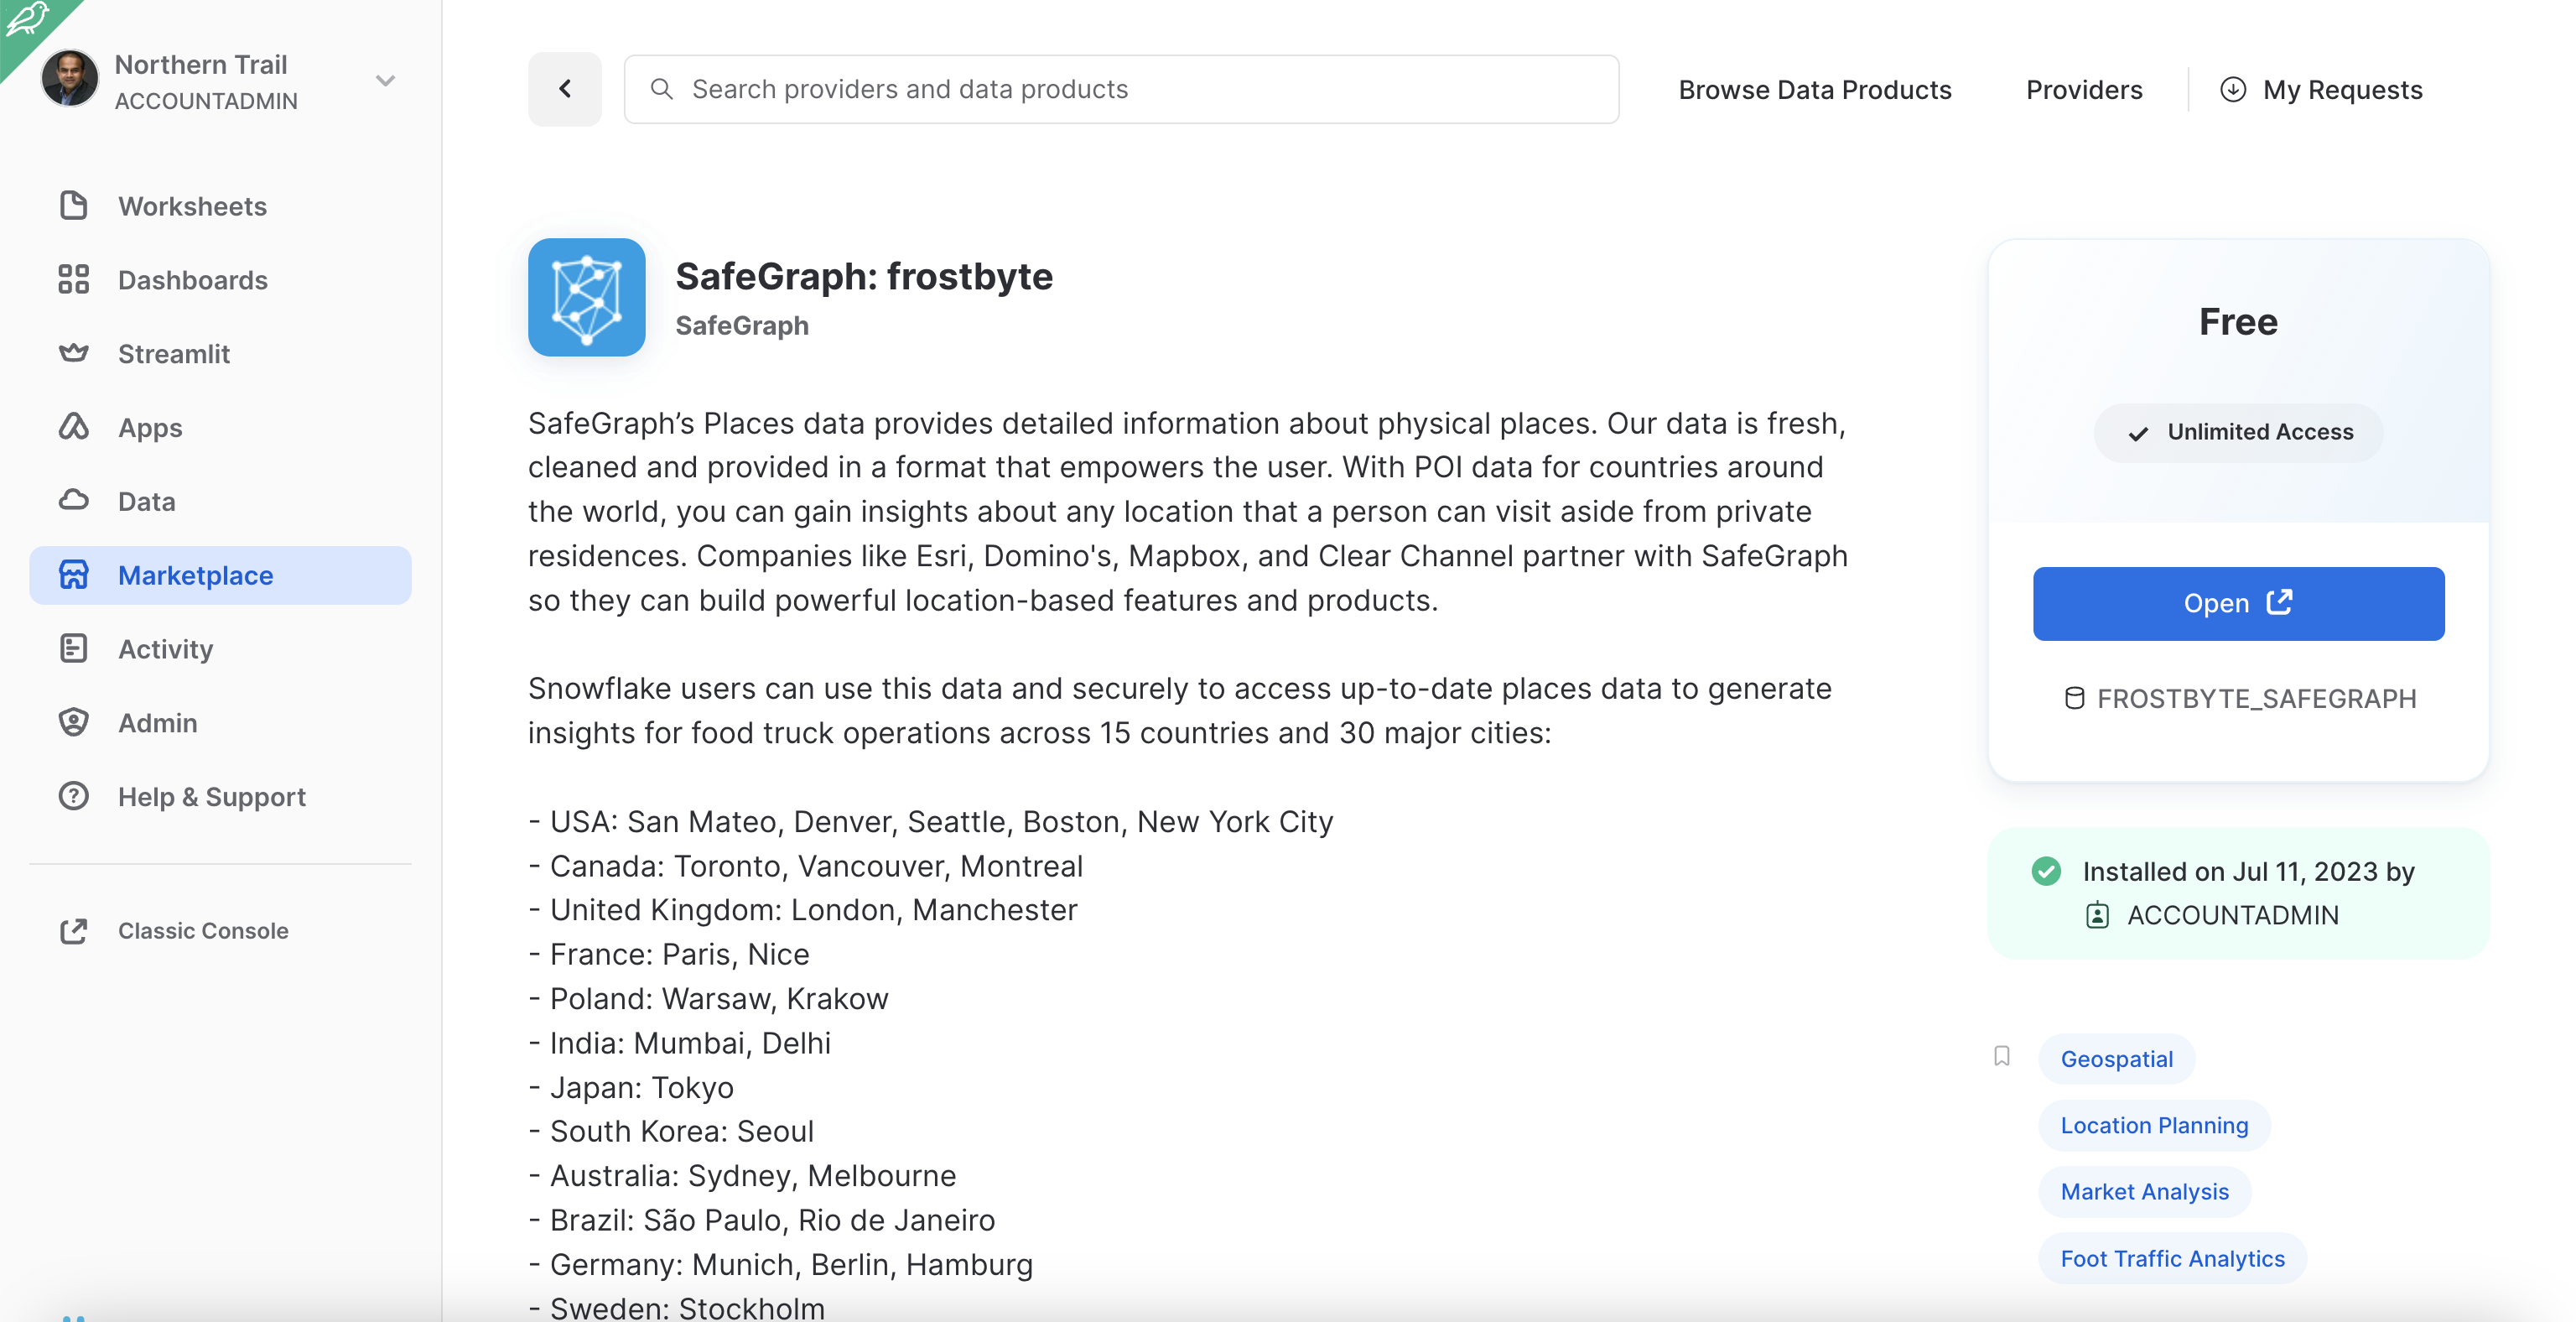 Northern Trail
ACCOUNTADMIN
Worksheets
Dashboards
Streamlit
Apps
Data
Marketplace
Activity
Admin
Help & Support
Classic Console
Search providers and data products
Browse Data Products
Providers
My Requests
SafeGraph: frostbyte
SafeGraph
SafeGraph’s Places data provides detailed information about physical places. Our data is fresh,
cleaned and provided in a format that empowers the user. With POI data for countries around
the world, you can gain insights about any location that a person can visit aside from private
residences. Companies like Esri, Domino's, Mapbox, and Clear Channel partner with SafeGraph
so they can build powerful location-based features and products.
Snowflake users can use this data and securely to access up-to-date places data to generate
insights for food truck operations across 15 countries and 30 major cities:
- USA: San Mateo, Denver, Seattle, Boston, New York City
- Canada: Toronto, Vancouver, Montreal
- United Kingdom: London, Manchester
- France: Paris, Nice
- Poland: Warsaw, Krakow
- India: Mumbai, Delhi
- Japan: Tokyo
- South Korea: Seoul
- Australia: Sydney, Melbourne
- Brazil: São Paulo, Rio de Janeiro
- Germany: Munich, Berlin, Hamburg
- Sweden: Stockholm
Free
Unlimited Access
Open
FROSTBYTE_SAFEGRAPH
Installed on Jul 11, 2023 by
ACCOUNTADMIN
Geospatial
Location Planning
Market Analysis
Foot Traffic Analytics